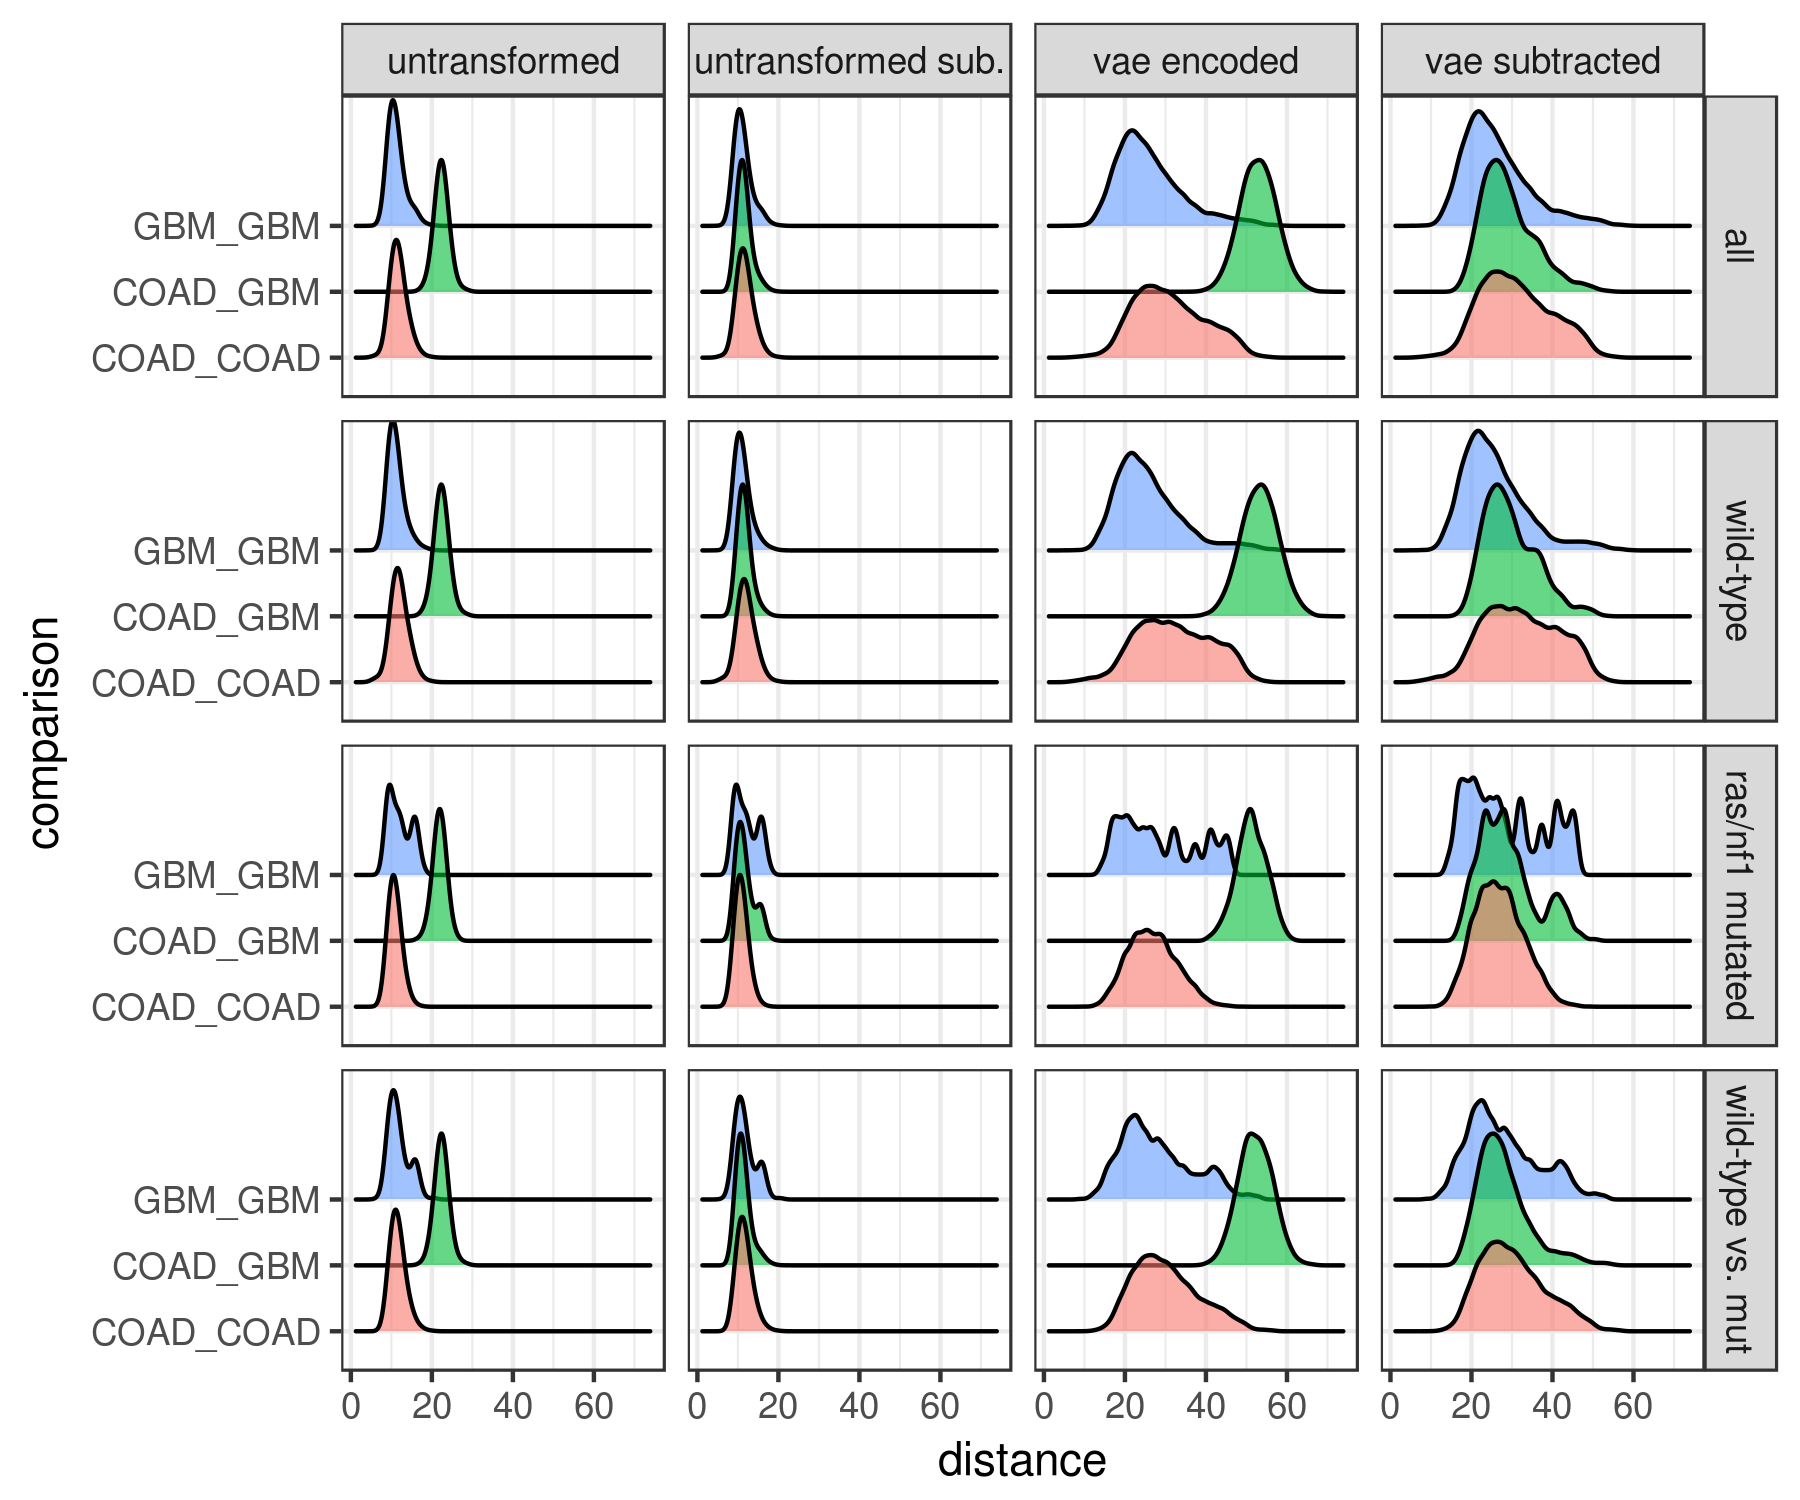 untransformed
untransformed sub.
vae encoded
vae subtracted
GBM_GBM
COAD_GBM
COAD_COAD
all
GBM_GBM
COAD_GBM
COAD_COAD
wild-type
GBM_GBM
COAD_GBM
COAD_COAD
ras/nf1 mutated
GBM_GBM
COAD_GBM
COAD_COAD
wild-type vs. mut
comparison
0 20 40 60
0 20 40 60
0 20 40 60
0 20 40 60
distance